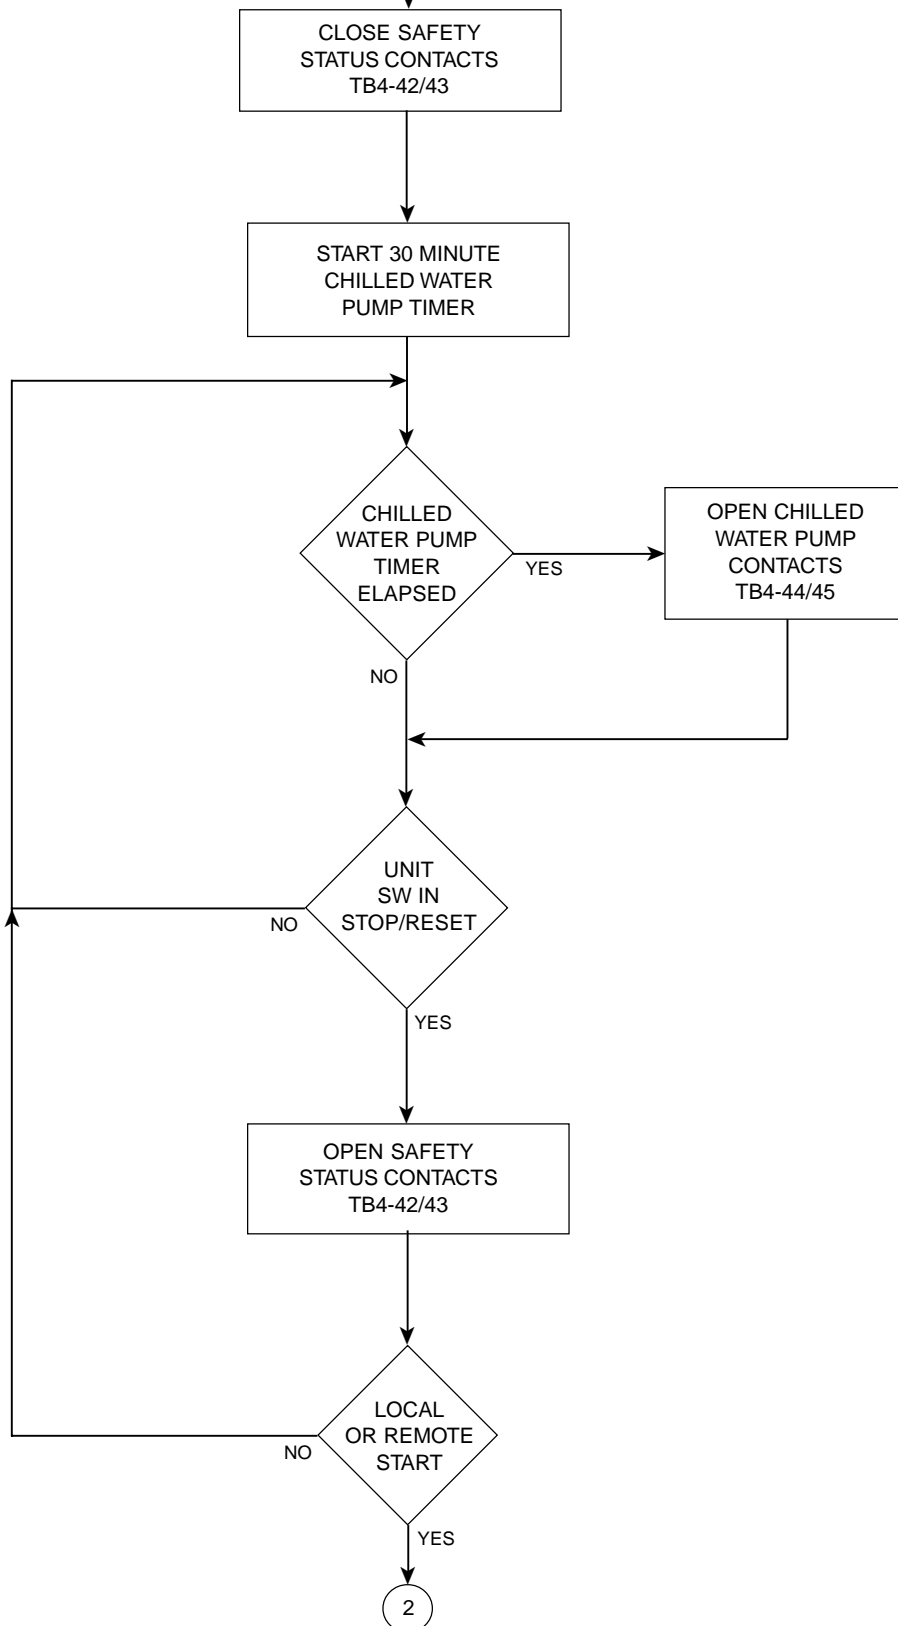 CLOSE SAFETY
STATUS CONTACTS
TB4-42/43
START 30 MINUTE
CHILLED WATER
PUMP TIMER
CHILLED
WATER PUMP
TIMER
ELAPSED
YES
OPEN CHILLED
WATER PUMP
CONTACTS
TB4-44/45
NO
UNIT
SW IN
STOP/RESET
NO
YES
OPEN SAFETY
STATUS CONTACTS
TB4-42/43
LOCAL
OR REMOTE
START
NO
YES
2